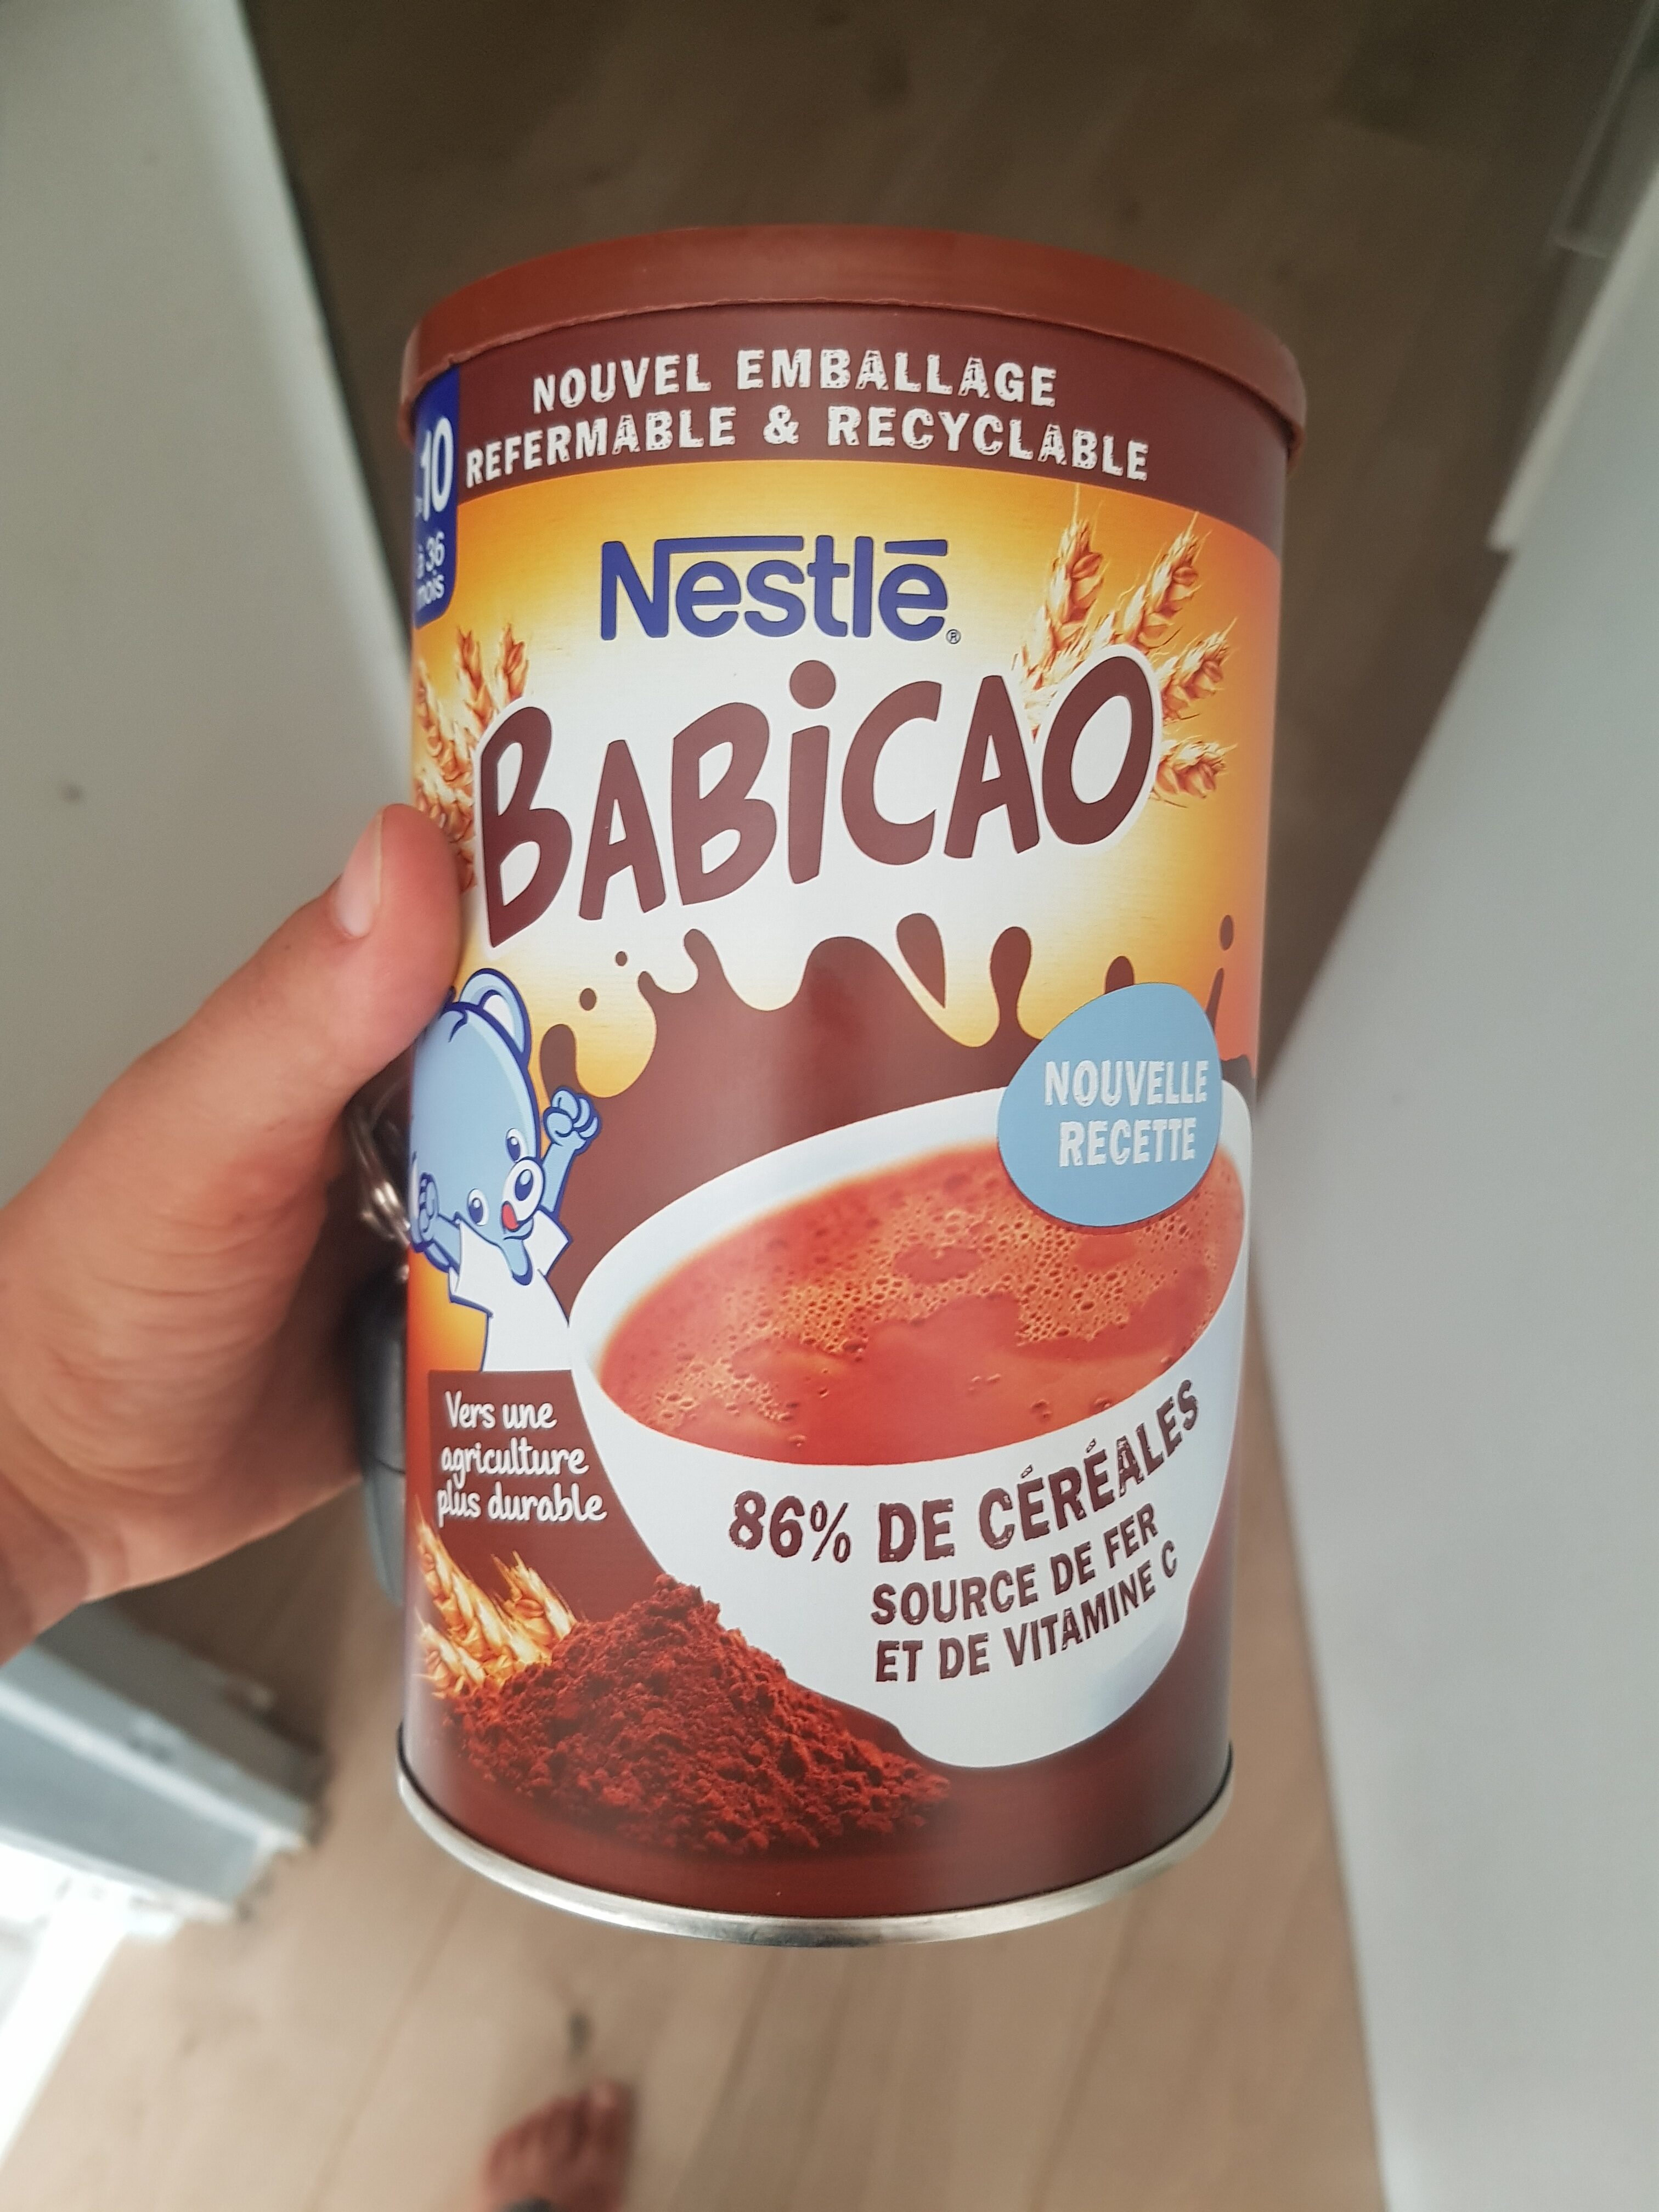 NOUVEL EMBALLAGE
REFERMABLE & RECYCLABLE
10
à 36
mois
Nestlé
®
BABiCAO
NOUVELLE
RECETTE
Vers une
agriculture
plus durable
86% DE CÉRÉALES
SOURCE DE FER
ET DE VITAMINE C